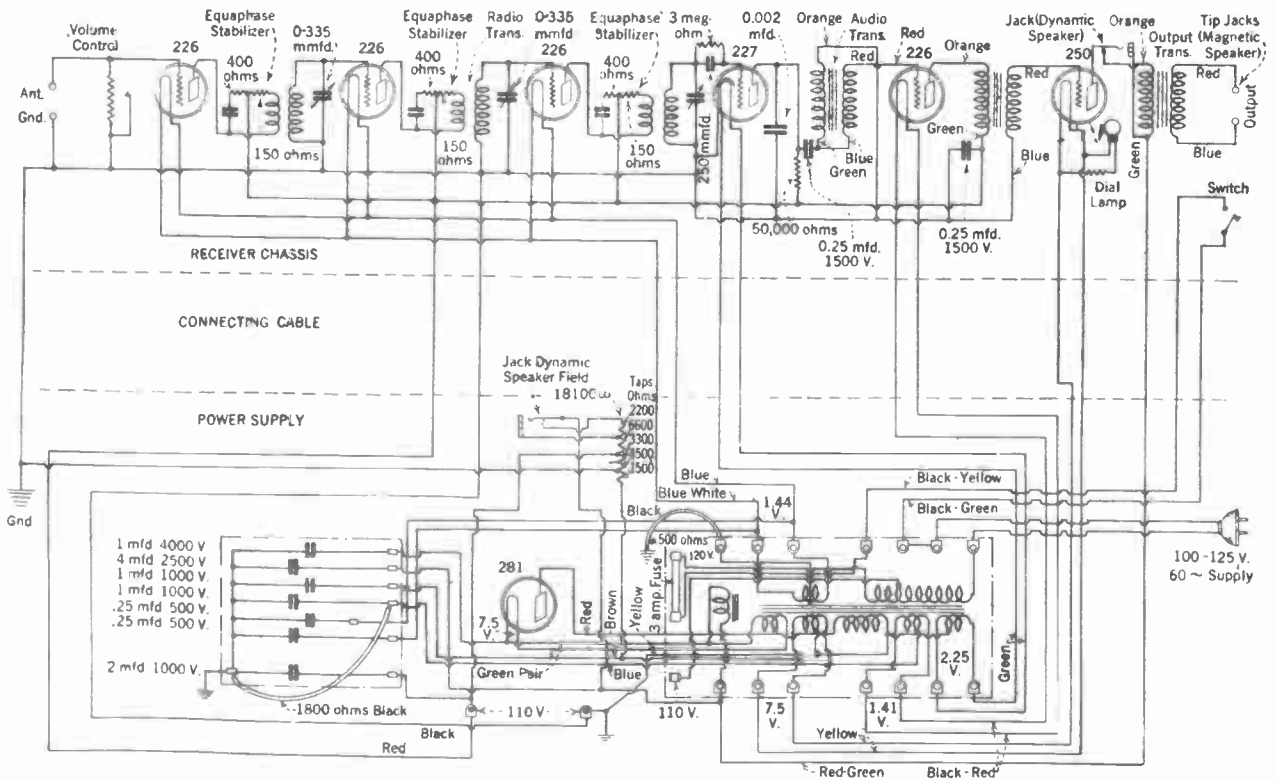 Volume
Control
226
Equaphase
Stabilizer
400
ohms
150 ohms
0-335
mmfd.
226
Equaphase
Stabilizer
400
ohms
150
ohms
Radio
Trans.
0-335
mmfd
226
Equaphase
Stabilizer
400
ohms
150
ohms
3 meg.
ohm
250 mmfd.
227
0.002
mfd.
50,000 ohms
Orange
Audio
Trans.
Red
Blue
Green
0.25 mfd.
1500 V.
Red
226
Orange
Green
0.25 mfd.
1500 V.
Red
Blue
Jack(Dynamic
Speaker)
250
Dial
Lamp
Orange
Output
Trans.
Green
Tip Jacks
(Magnetic
Speaker)
Red
Blue
Output
Switch
Ant.
Gnd.
RECEIVER CHASSIS
CONNECTING CABLE
POWER SUPPLY
Jack Dynamic
Speaker Field
18100ω
Taps
Ohms
2200
6600
3300
4500
1500
Gnd
Blue
Blue White
Black
1.44
V.
Black-Yellow
Black-Green
100-125 V.
60 ~ Supply
1 mfd 4000 V.
4 mfd 2500 V.
1 mfd 1000 V.
1 mfd 1000 V.
.25 mfd 500 V.
.25 mfd 500 V.
2 mfd 1000 V.
1800 ohms Black
281
7.5
V.
Green Pair
Red
Brown
Yellow
Blue
3 amp. Fuse
500 ohms
120 V.
2.25
V.
Green
110 V.
Black
Red
110 V.
7.5
V.
1.41
V.
Yellow
Red-Green
Black-Red